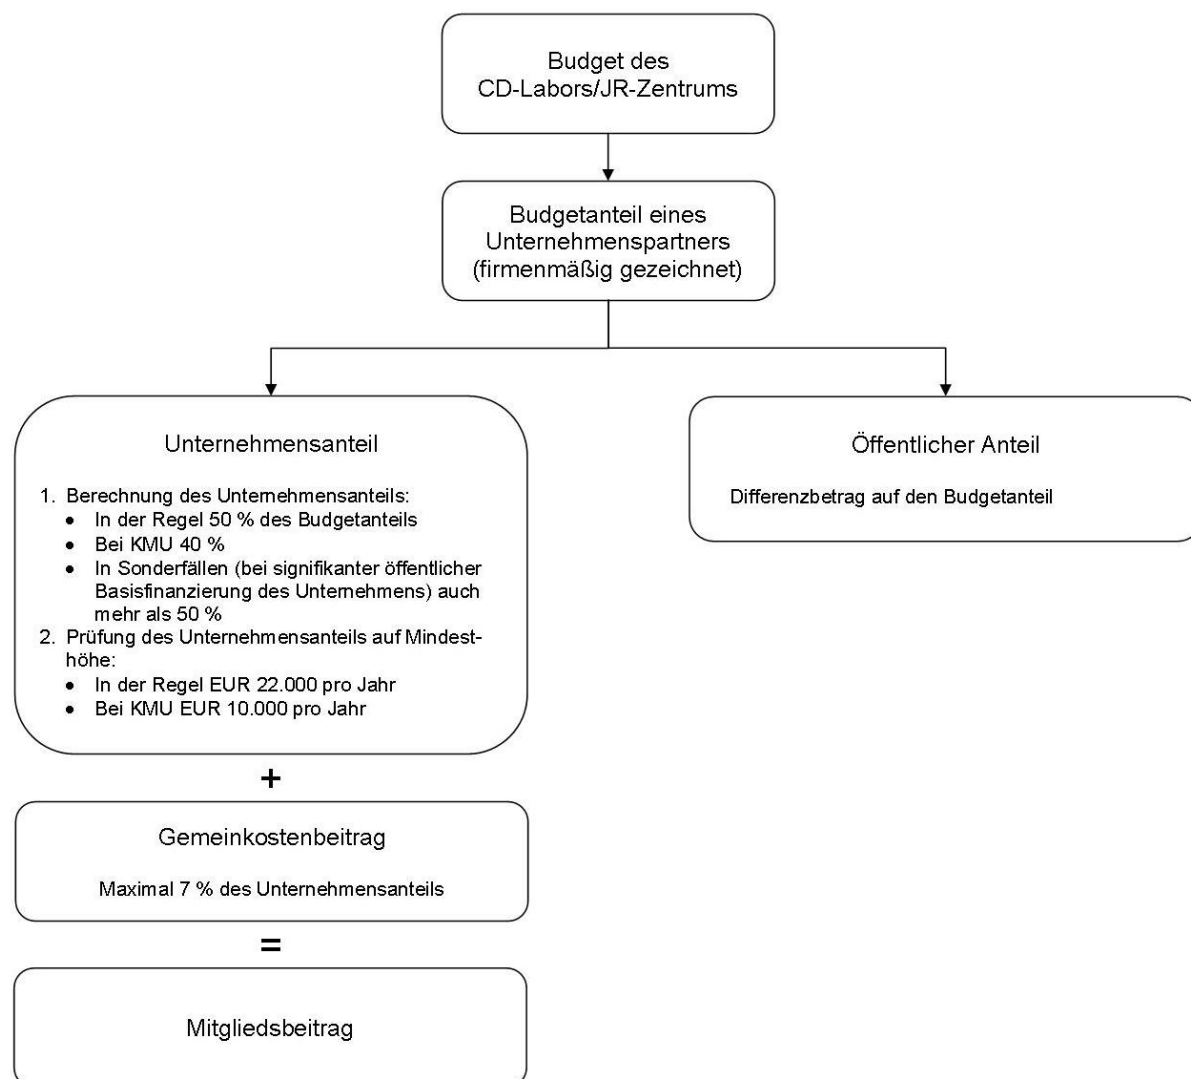 Budget des
CD-Labors/JR-Zentrums
Budgetanteil eines
Unternehmenspartners
(firmenmäßig gezeichnet)
Unternehmensanteil
1. Berechnung des Unternehmensanteils:
• In der Regel 50 % des Budgetanteils
• Bei KMU 40 %
• In Sonderfällen (bei signifikanter öffentlicher
Basisfinanzierung des Unternehmens) auch
mehr als 50 %
2. Prüfung des Unternehmensanteils auf Mindest-
höhe:
• In der Regel EUR 22.000 pro Jahr
• Bei KMU EUR 10.000 pro Jahr
Öffentlicher Anteil
Differenzbetrag auf den Budgetanteil
+
Gemeinkostenbeitrag
Maximal 7 % des Unternehmensanteils
=
Mitgliedsbeitrag